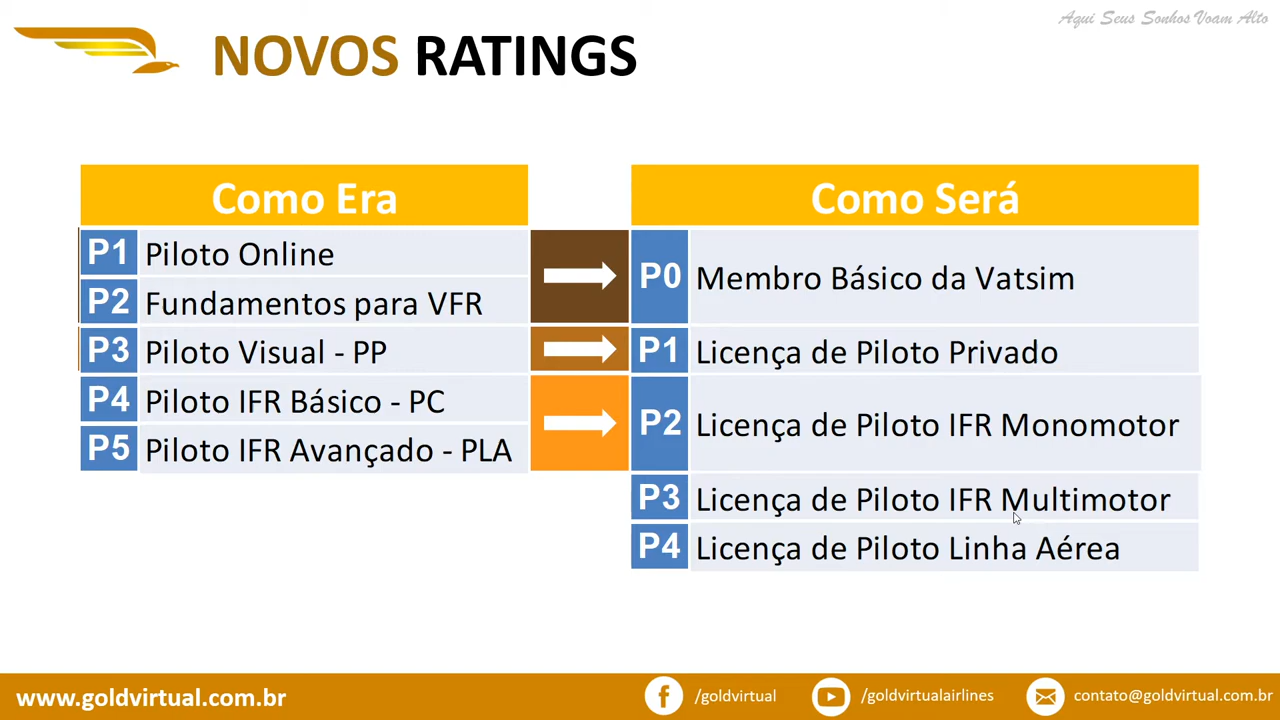 Aqui Seus Sonhos Voam Alto
NOVOS RATINGS
Como Era
P1 Piloto Online
P2 Fundamentos para VFR
P3 Piloto Visual - PP
P4 Piloto IFR Básico - PC
P5 Piloto IFR Avançado - PLA
Como Será
P0 Membro Básico da Vatsim
P1 Licença de Piloto Privado
P2 Licença de Piloto IFR Monomotor
P3 Licença de Piloto IFR Multimotor
P4 Licença de Piloto Linha Aérea
www.goldvirtual.com.br
/goldvirtual
/goldvirtualairlines
contato@goldvirtual.com.br